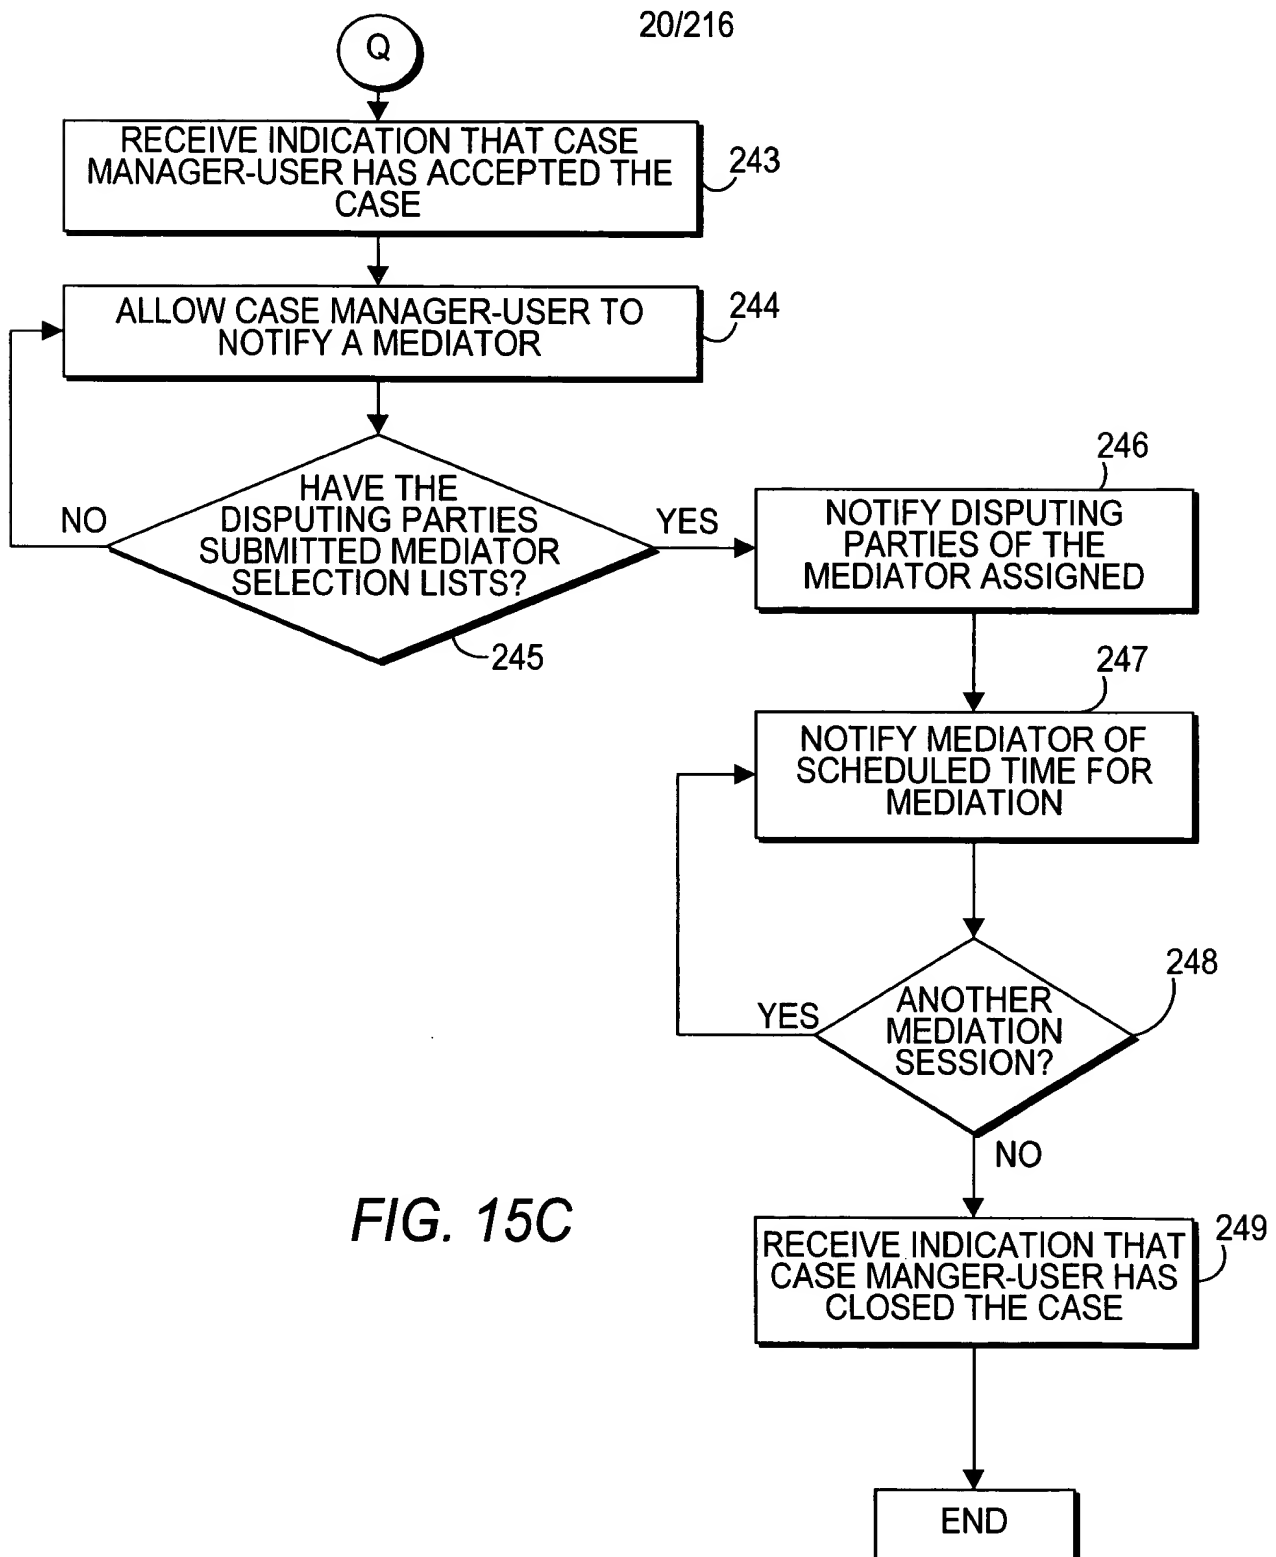 20/216
Q
RECEIVE INDICATION THAT CASE
MANAGER-USER HAS ACCEPTED THE
CASE
243
ALLOW CASE MANAGER-USER TO
NOTIFY A MEDIATOR
244
HAVE THE
DISPUTING PARTIES
SUBMITTED MEDIATOR
SELECTION LISTS?
NO
YES
245
246
NOTIFY DISPUTING
PARTIES OF THE
MEDIATOR ASSIGNED
247
NOTIFY MEDIATOR OF
SCHEDULED TIME FOR
MEDIATION
248
ANOTHER
MEDIATION
SESSION?
YES
NO
FIG. 15C
249
RECEIVE INDICATION THAT
CASE MANGER-USER HAS
CLOSED THE CASE
END